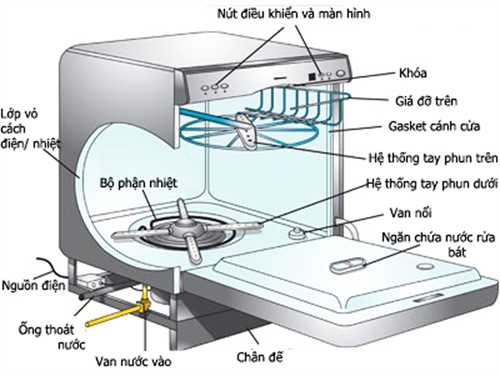 Nút điều khiển và màn hình
Khóa
Giá đỡ trên
Gasket cánh cửa
Hệ thống tay phun trên
Hệ thống tay phun dưới
Van nổi
Ngăn chứa nước rửa
bát
Lớp vỏ
cách
điện/ nhiệt
Bộ phận nhiệt
Nguồn điện
Ống thoát
nước
Van nước vào
Chân đế